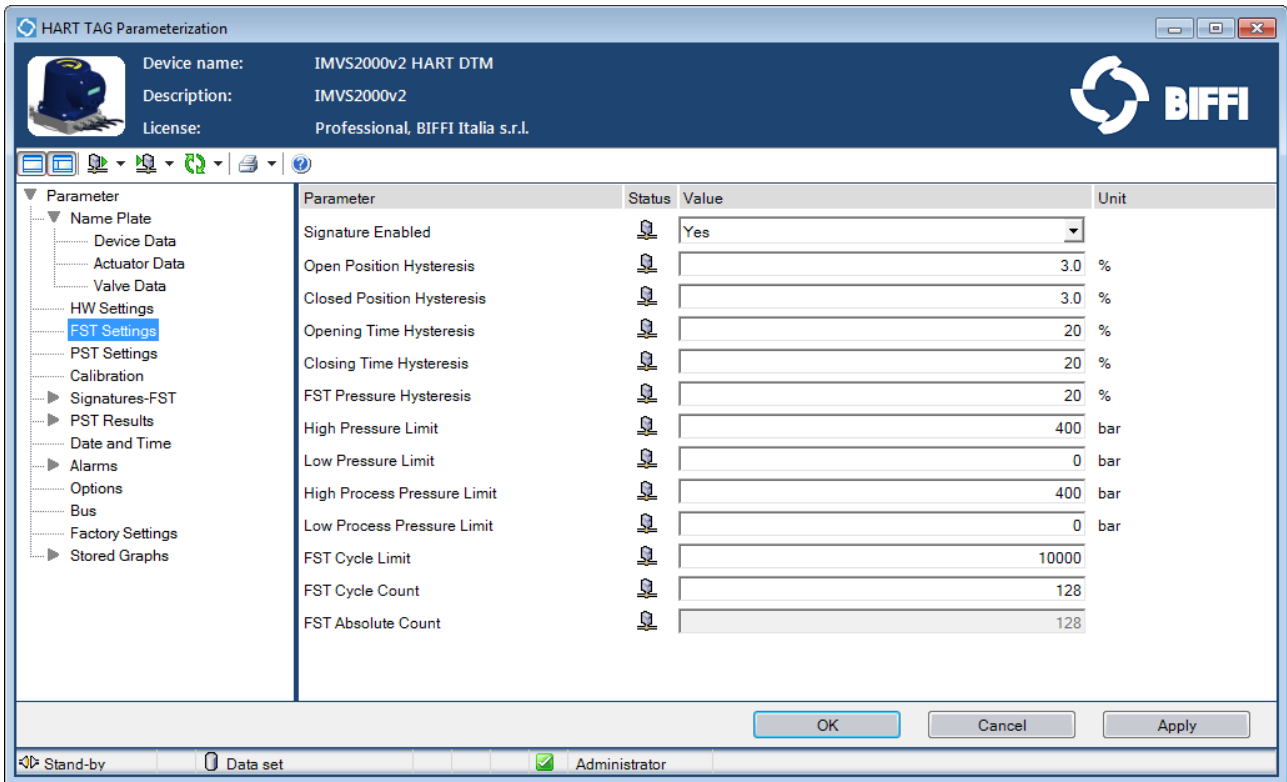 HART TAG Parameterization
Device name: IMVS2000v2 HART DTM
Description: IMVS2000v2
License: Professional, BIFFI Italia s.r.l.
BIFFI
Parameter
Name Plate
Device Data
Actuator Data
Valve Data
HW Settings
FST Settings
PST Settings
Calibration
Signatures-FST
PST Results
Date and Time
Alarms
Options
Bus
Factory Settings
Stored Graphs
Parameter Status Value Unit
Signature Enabled Yes
Open Position Hysteresis 3.0 %
Closed Position Hysteresis 3.0 %
Opening Time Hysteresis 20 %
Closing Time Hysteresis 20 %
FST Pressure Hysteresis 20 %
High Pressure Limit 400 bar
Low Pressure Limit 0 bar
High Process Pressure Limit 400 bar
Low Process Pressure Limit 0 bar
FST Cycle Limit 10000
FST Cycle Count 128
FST Absolute Count 128
OK Cancel Apply
Stand-by Data set Administrator